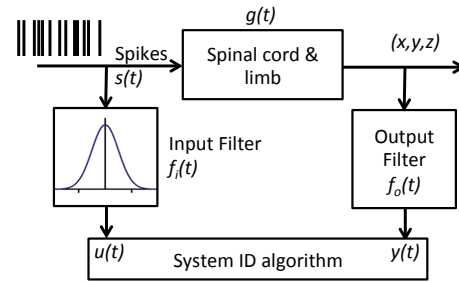 g(t)
Spikes
s(t)
Spinal cord &
limb
(x,y,z)
Input Filter
fi(t)
Output
Filter
fo(t)
u(t)
System ID algorithm
y(t)